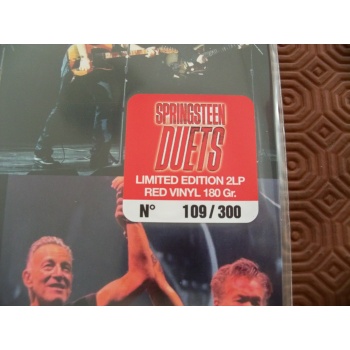 SPRINGSTEEN
DUETS
LIMITED EDITION 2LP
RED VINYL 180 Gr.
N° 109/300